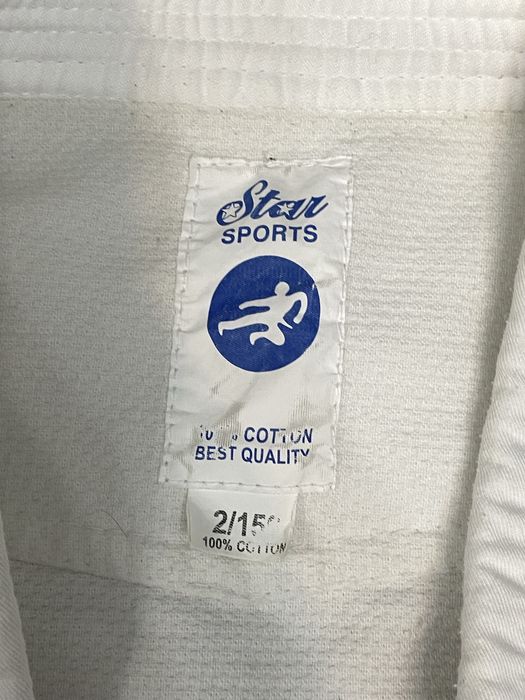 Star
SPORTS
COTTON
BEST QUALITY
100% COTTON